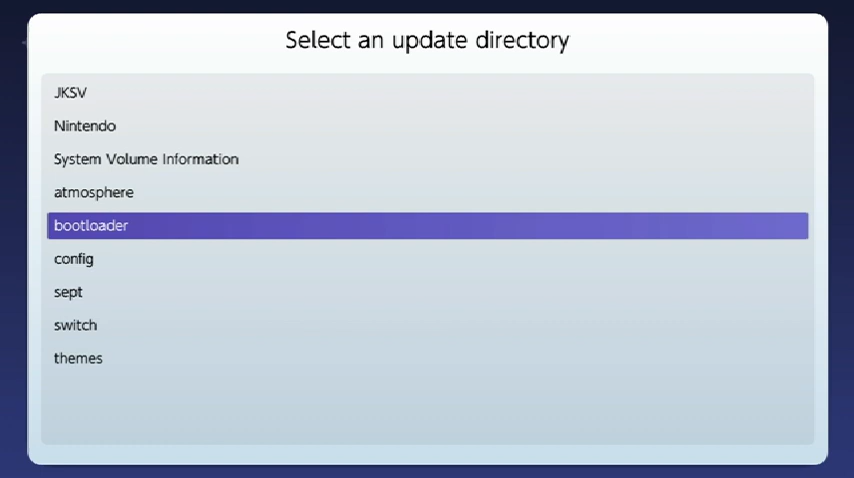 Select an update directory
JKSV
Nintendo
System Volume Information
atmosphere
bootloader
config
sept
switch
themes